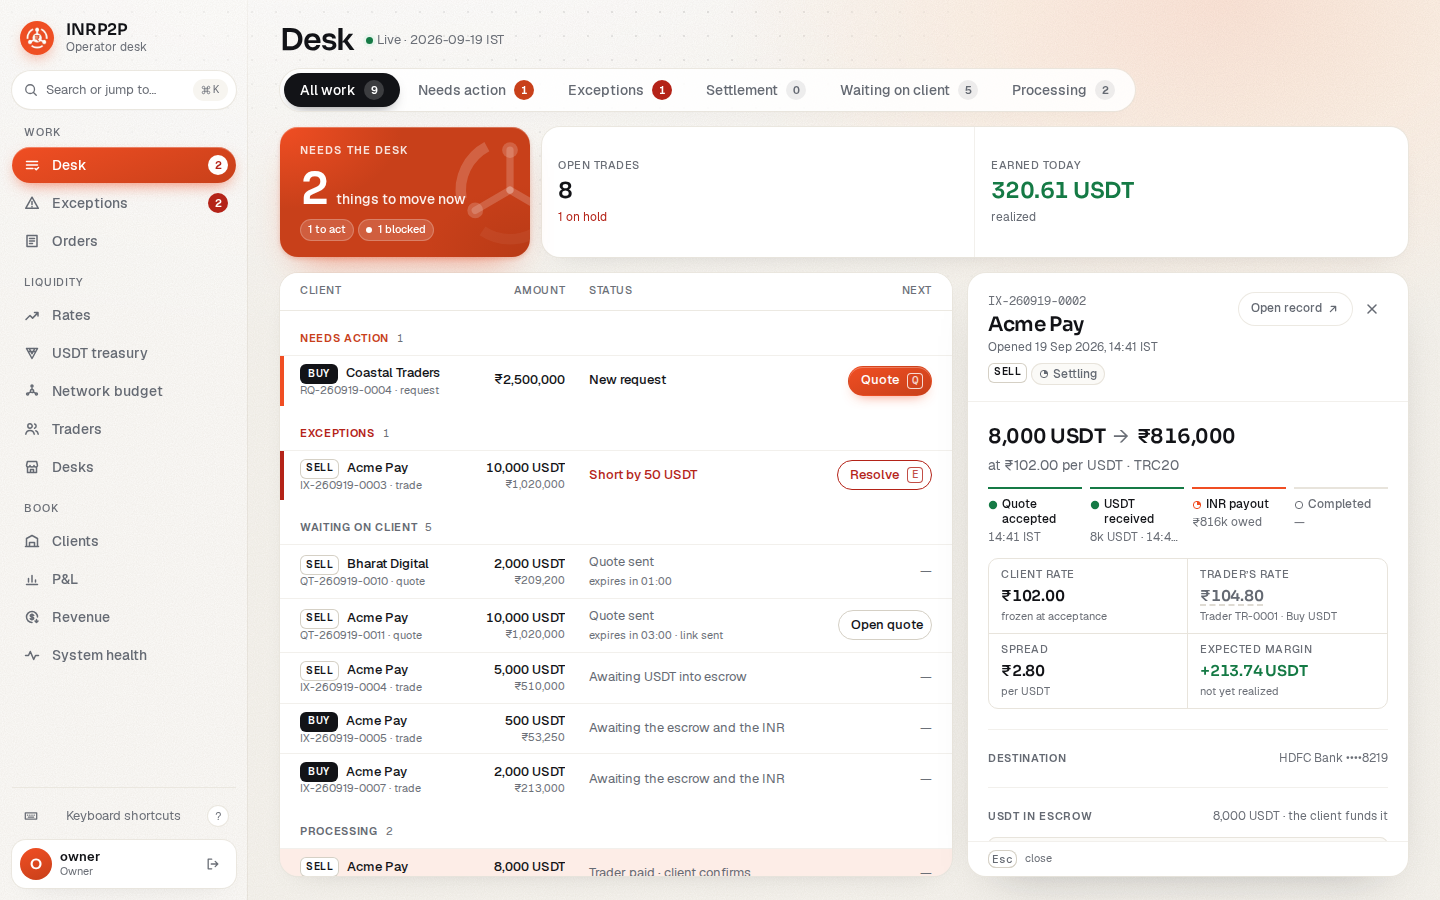 INRP2P
Operator desk
Search or jump to...
⌘K
WORK
Desk 2
Exceptions 2
Orders
LIQUIDITY
Rates
USDT treasury
Network budget
Traders
Desks
BOOK
Clients
P&L
Revenue
System health
Keyboard shortcuts ?
O
owner
Owner
Desk
Live · 2026-09-19 IST
All work 9
Needs action 1
Exceptions 1
Settlement 0
Waiting on client 5
Processing 2
NEEDS THE DESK
2 things to move now
1 to act
1 blocked
OPEN TRADES
8
1 on hold
EARNED TODAY
320.61 USDT
realized
CLIENT AMOUNT STATUS NEXT
NEEDS ACTION 1
BUY Coastal Traders
RQ-260919-0004 · request
₹2,500,000
New request
Quote Q
EXCEPTIONS 1
SELL Acme Pay
IX-260919-0003 · trade
10,000 USDT
₹1,020,000
Short by 50 USDT
Resolve E
WAITING ON CLIENT 5
SELL Bharat Digital
QT-260919-0010 · quote
2,000 USDT
₹209,200
Quote sent
expires in 01:00
—
SELL Acme Pay
QT-260919-0011 · quote
10,000 USDT
₹1,020,000
Quote sent
expires in 03:00 · link sent
Open quote
SELL Acme Pay
IX-260919-0004 · trade
5,000 USDT
₹510,000
Awaiting USDT into escrow
—
BUY Acme Pay
IX-260919-0005 · trade
500 USDT
₹53,250
Awaiting the escrow and the INR
—
BUY Acme Pay
IX-260919-0007 · trade
2,000 USDT
₹213,000
Awaiting the escrow and the INR
—
PROCESSING 2
SELL Acme Pay
8,000 USDT
Trader paid · client confirms
—
IX-260919-0002
Acme Pay
Opened 19 Sep 2026, 14:41 IST
SELL
Settling
Open record ↗
8,000 USDT → ₹816,000
at ₹102.00 per USDT · TRC20
Quote accepted
14:41 IST
USDT received
8k USDT · 14:4...
INR payout
₹816k owed
Completed
—
CLIENT RATE
₹102.00
frozen at acceptance
TRADER'S RATE
₹104.80
Trader TR-0001 · Buy USDT
SPREAD
₹2.80
per USDT
EXPECTED MARGIN
+213.74 USDT
not yet realized
DESTINATION HDFC Bank ••••8219
USDT IN ESCROW 8,000 USDT · the client funds it
Esc close